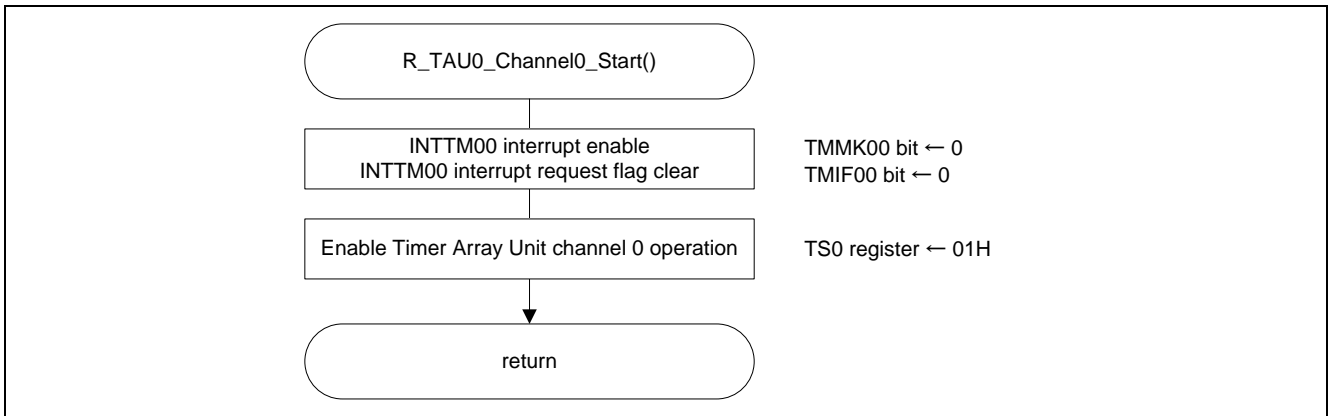 R_TAU0_Channel0_Start()
INTTM00 interrupt enable
INTTM00 interrupt request flag clear
TMMK00 bit ← 0
TMIF00 bit ← 0
Enable Timer Array Unit channel 0 operation
TS0 register ← 01H
return